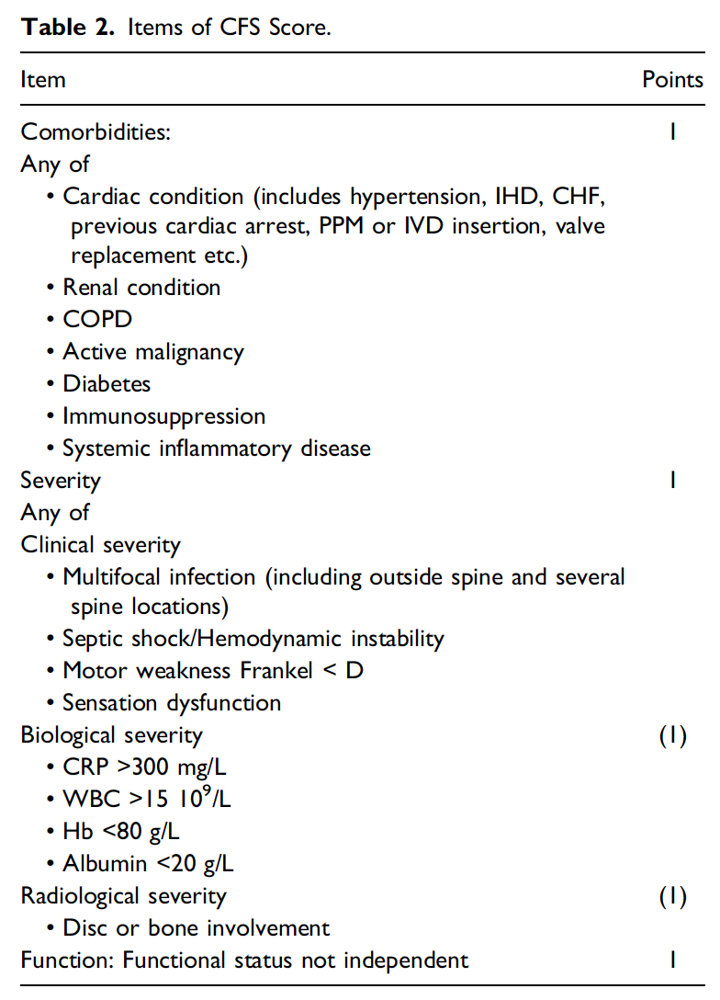 Table 2. Items of CFS Score.
Item Points
Comorbidities: 1
Any of
• Cardiac condition (includes hypertension, IHD, CHF,
previous cardiac arrest, PPM or IVD insertion, valve
replacement etc.)
• Renal condition
• COPD
• Active malignancy
• Diabetes
• Immunosuppression
• Systemic inflammatory disease
Severity 1
Any of
Clinical severity
• Multifocal infection (including outside spine and several
spine locations)
• Septic shock/Hemodynamic instability
• Motor weakness Frankel < D
• Sensation dysfunction
Biological severity (1)
• CRP >300 mg/L
• WBC >15 10⁹/L
• Hb <80 g/L
• Albumin <20 g/L
Radiological severity (1)
• Disc or bone involvement
Function: Functional status not independent 1